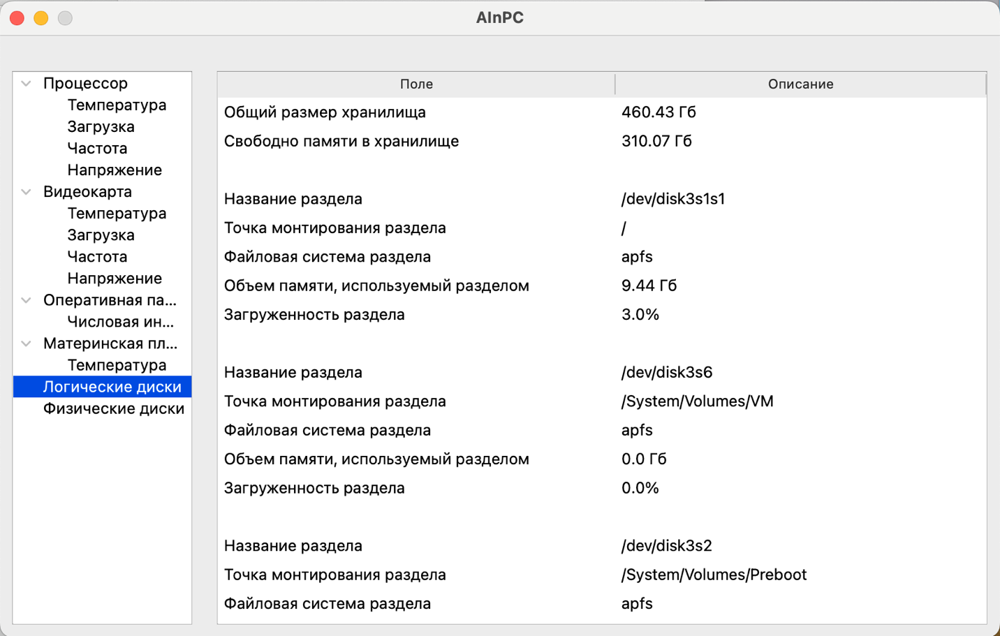 AInPC
Процессор
Температура
Загрузка
Частота
Напряжение
Видеокарта
Температура
Загрузка
Частота
Напряжение
Оперативная па...
Числовая ин...
Материнская пл...
Температура
Логические диски
Физические диски
Поле Описание
Общий размер хранилища 460.43 Гб
Свободно памяти в хранилище 310.07 Гб
Название раздела /dev/disk3s1s1
Точка монтирования раздела /
Файловая система раздела apfs
Объем памяти, используемый разделом 9.44 Гб
Загруженность раздела 3.0%
Название раздела /dev/disk3s6
Точка монтирования раздела /System/Volumes/VM
Файловая система раздела apfs
Объем памяти, используемый разделом 0.0 Гб
Загруженность раздела 0.0%
Название раздела /dev/disk3s2
Точка монтирования раздела /System/Volumes/Preboot
Файловая система раздела apfs